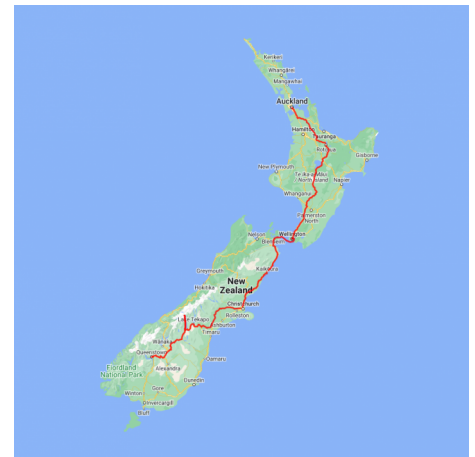 Kerikeri
Whangārei
Mangawhai
Auckland
Hamilton
Tauranga
Rotorua
Gisborne
New Plymouth
Te Ika-a-Māui
North Island
Napier
Whanganui
Palmerston
North
Wellington
Nelson
Blenheim
Greymouth
Kaikōura
Hokitika
New
Zealand
Christchurch
Rolleston
Lake Tekapo
Ashburton
Timaru
Wānaka
Queenstown
Oamaru
Fiordland
National Park
Alexandra
Dunedin
Gore
Winton
Invercargill
Bluff